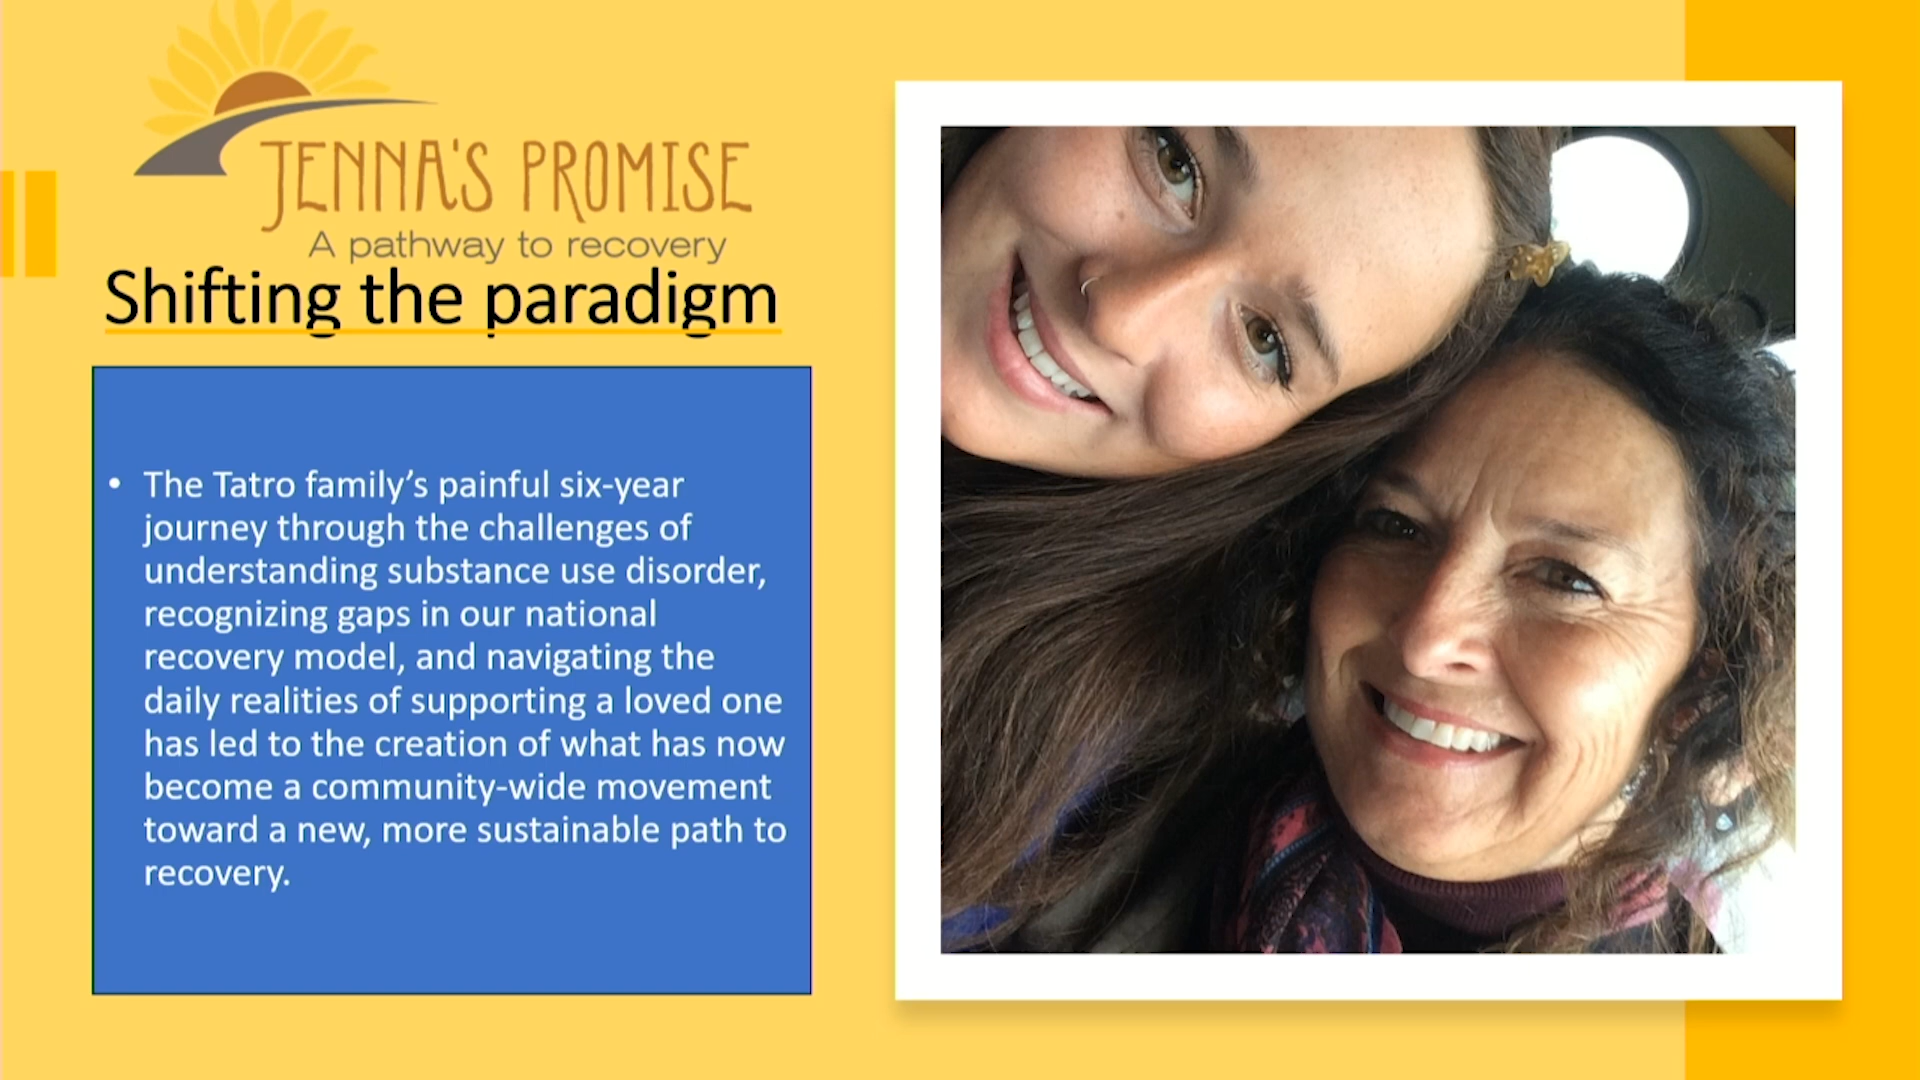 JENNA'S PROMISE
A pathway to recovery
Shifting the paradigm
• The Tatro family’s painful six-year
journey through the challenges of
understanding substance use disorder,
recognizing gaps in our national
recovery model, and navigating the
daily realities of supporting a loved one
has led to the creation of what has now
become a community-wide movement
toward a new, more sustainable path to
recovery.